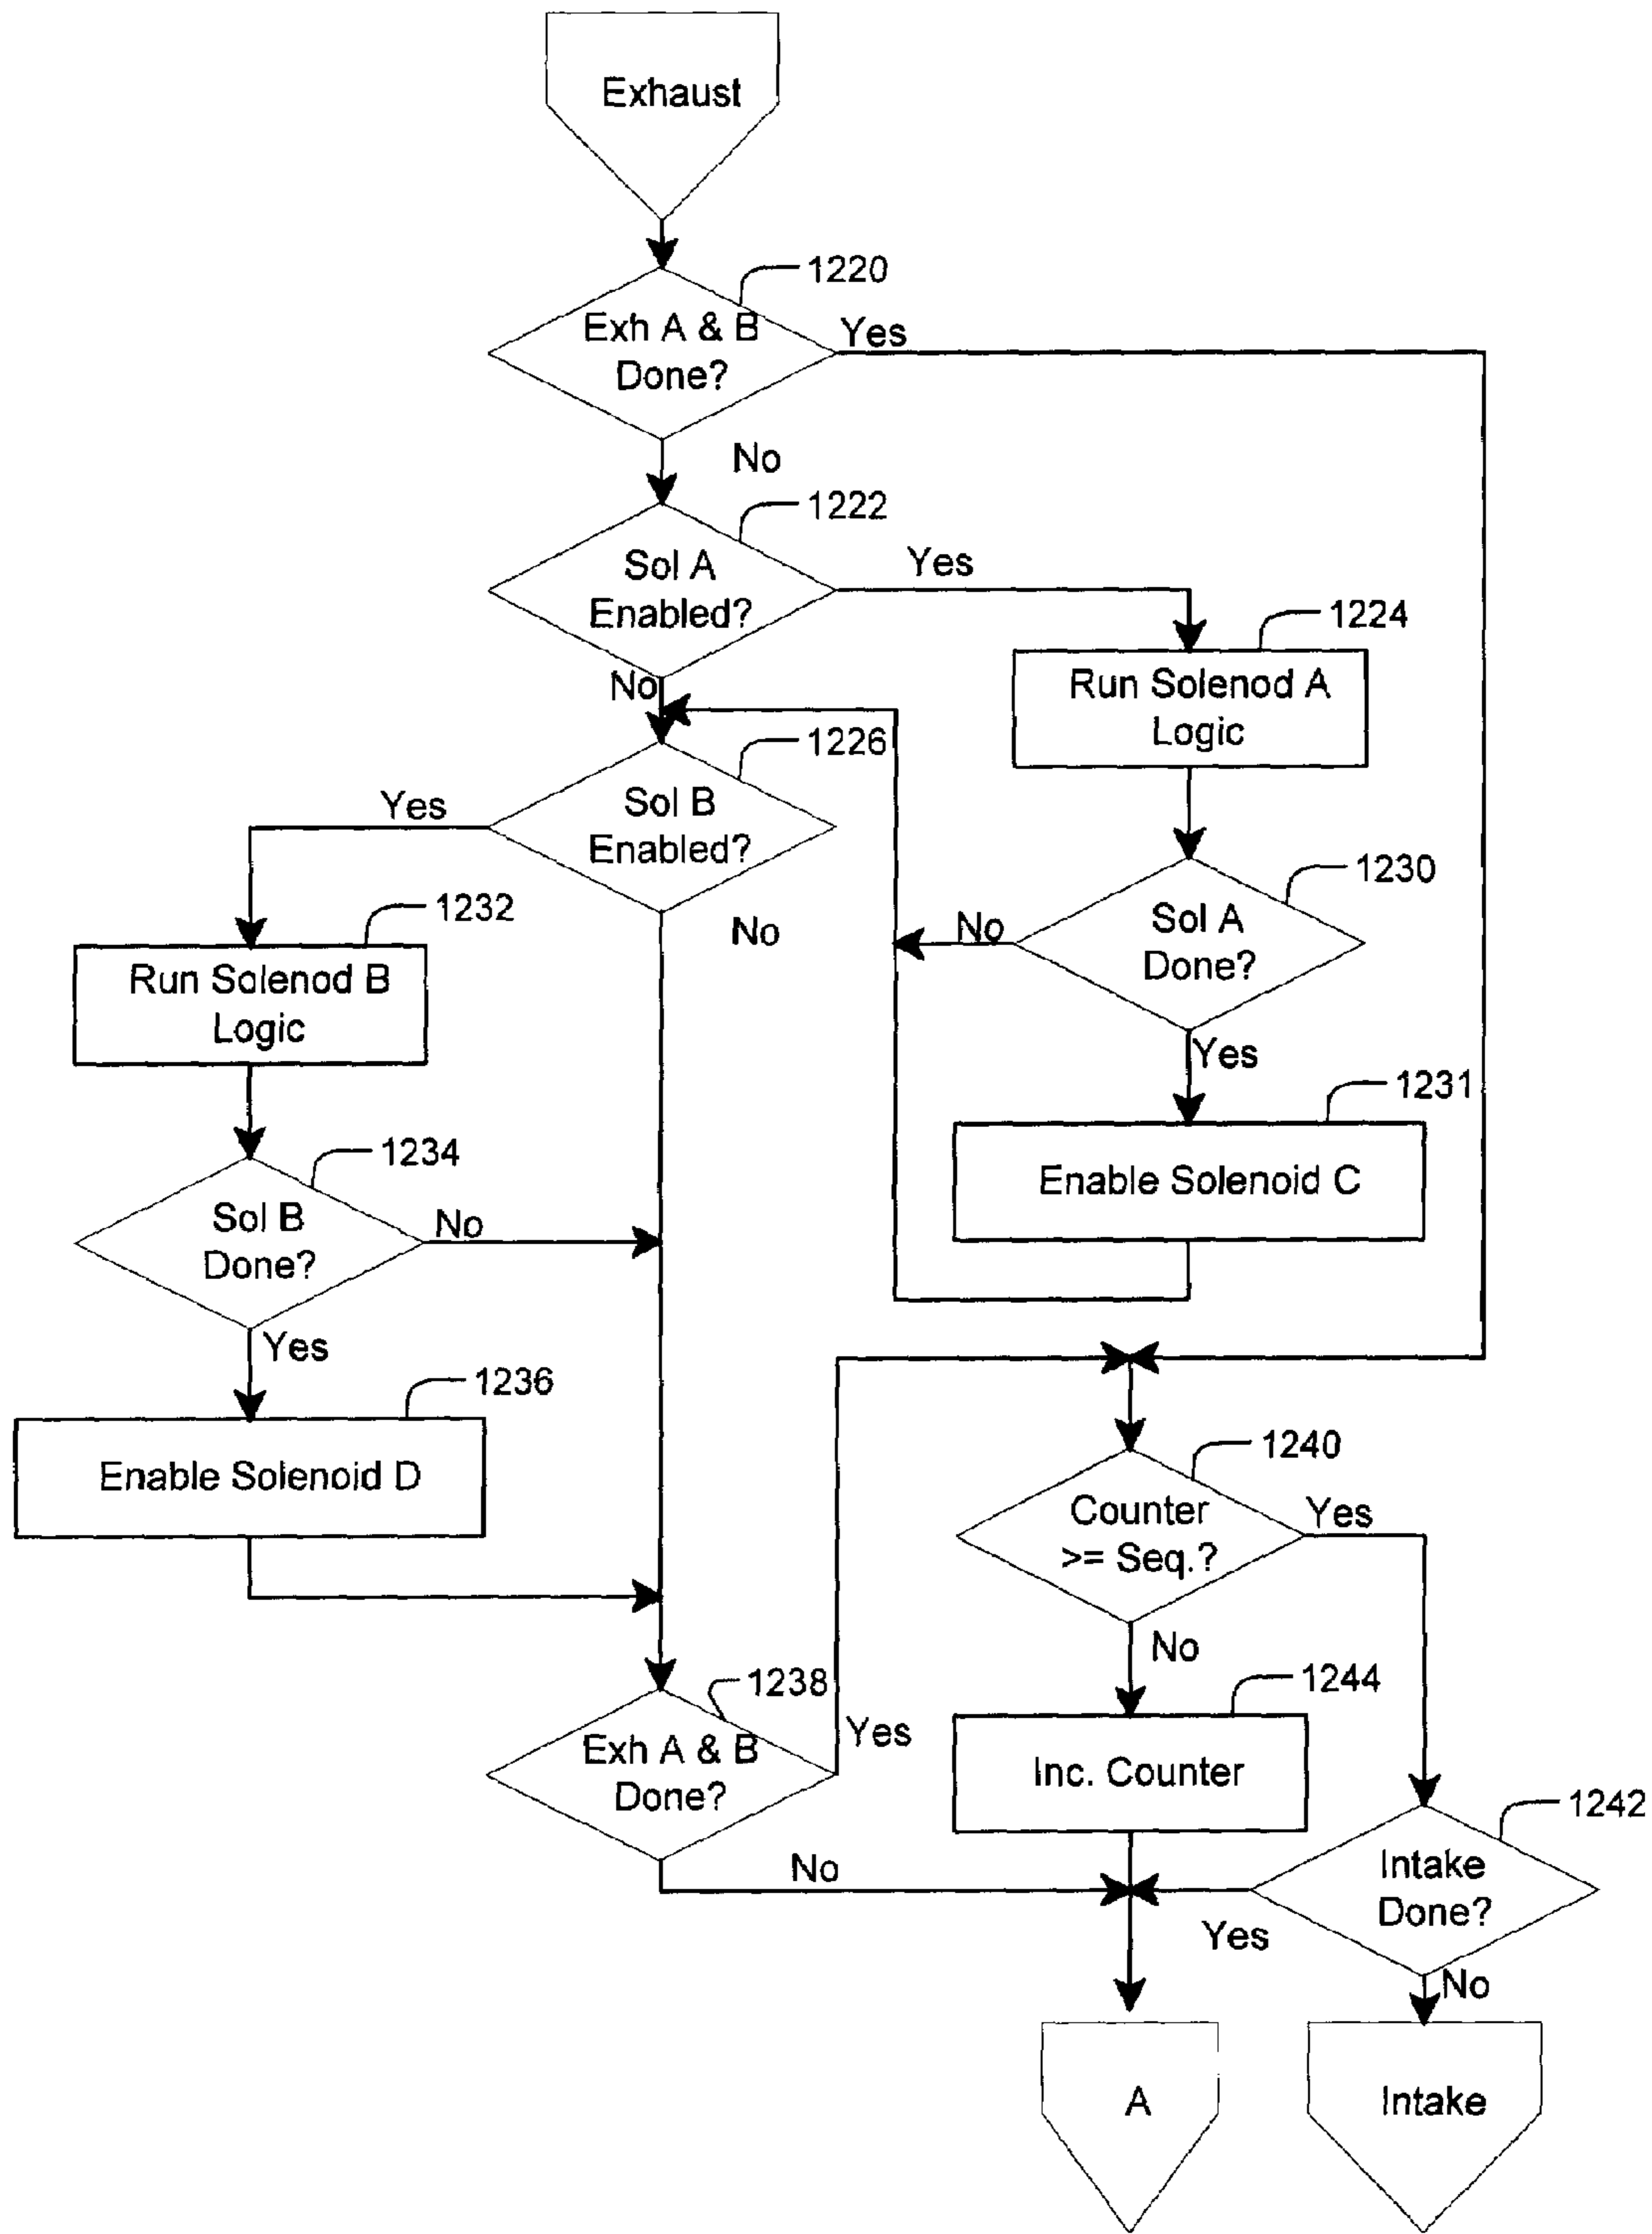 Exhaust
1220
Exh A & B
Done?
Yes
No
1222
Sol A
Enabled?
Yes
1224
Run Solenod A
Logic
No
1226
Sol B
Enabled?
Yes
No
1230
Sol A
Done?
No
Yes
1232
Run Solenod B
Logic
1231
Enable Solenoid C
1234
Sol B
Done?
No
Yes
1236
Enable Solenoid D
1240
Counter
>= Seq.?
Yes
No
1238
Exh A & B
Done?
Yes
No
1244
Inc. Counter
1242
Intake
Done?
Yes
No
A
Intake